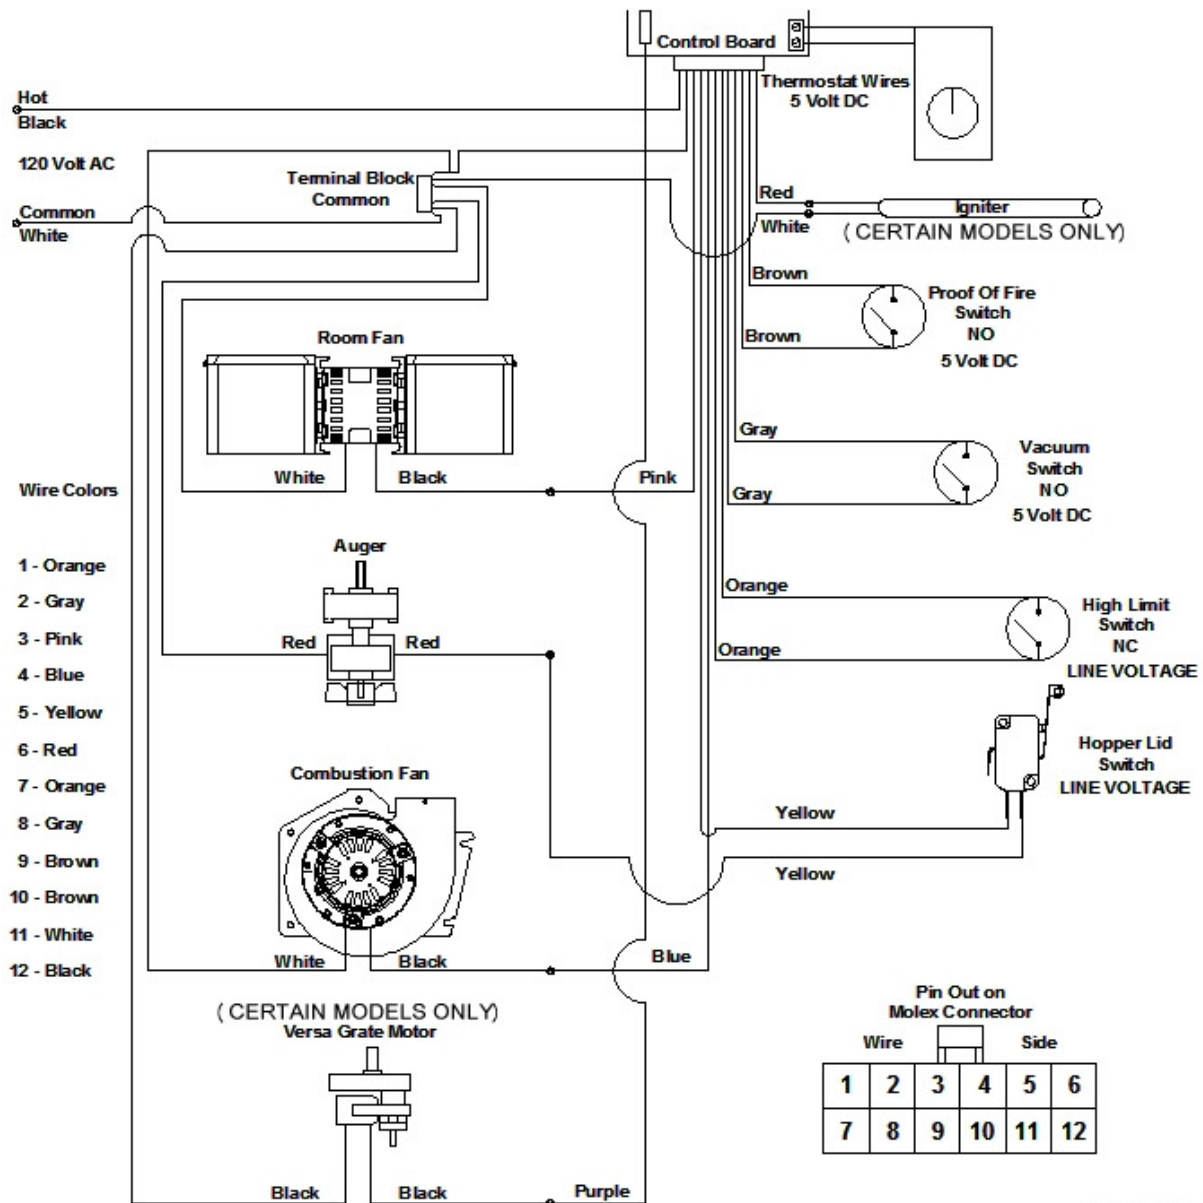 Control Board
Thermostat Wires
5 Volt DC
Hot
Black
120 Volt AC
Common
White
Terminal Block
Common
Red
White
Igniter
( CERTAIN MODELS ONLY)
Brown
Brown
Proof Of Fire
Switch
NO
5 Volt DC
Room Fan
White
Black
Pink
Gray
Gray
Vacuum
Switch
NO
5 Volt DC
Wire Colors
1 - Orange
2 - Gray
3 - Pink
4 - Blue
5 - Yellow
6 - Red
7 - Orange
8 - Gray
9 - Brown
10 - Brown
11 - White
12 - Black
Auger
Red
Red
Orange
Orange
High Limit
Switch
NC
LINE VOLTAGE
Hopper Lid
Switch
LINE VOLTAGE
Yellow
Yellow
Combustion Fan
White
Black
Blue
( CERTAIN MODELS ONLY)
Versa Grate Motor
Black
Black
Purple
Pin Out on
Molex Connector
Wire Side
1 2 3 4 5 6
7 8 9 10 11 12